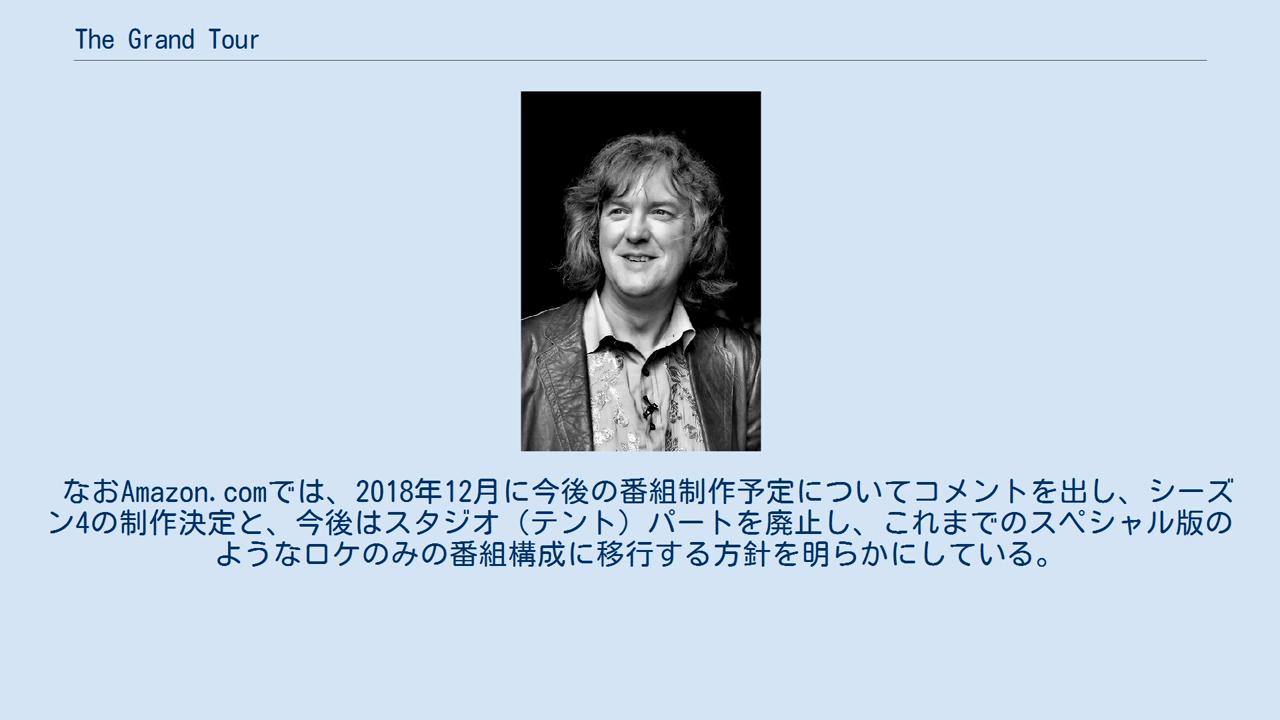 The Grand Tour
なおAmazon.comでは、2018年12月に今後の番組制作予定についてコメントを出し、シーズ
ン4の制作決定と、今後はスタジオ（テント）パートを廃止し、これまでのスペシャル版の
ようなロケのみの番組構成に移行する方針を明らかにしている。